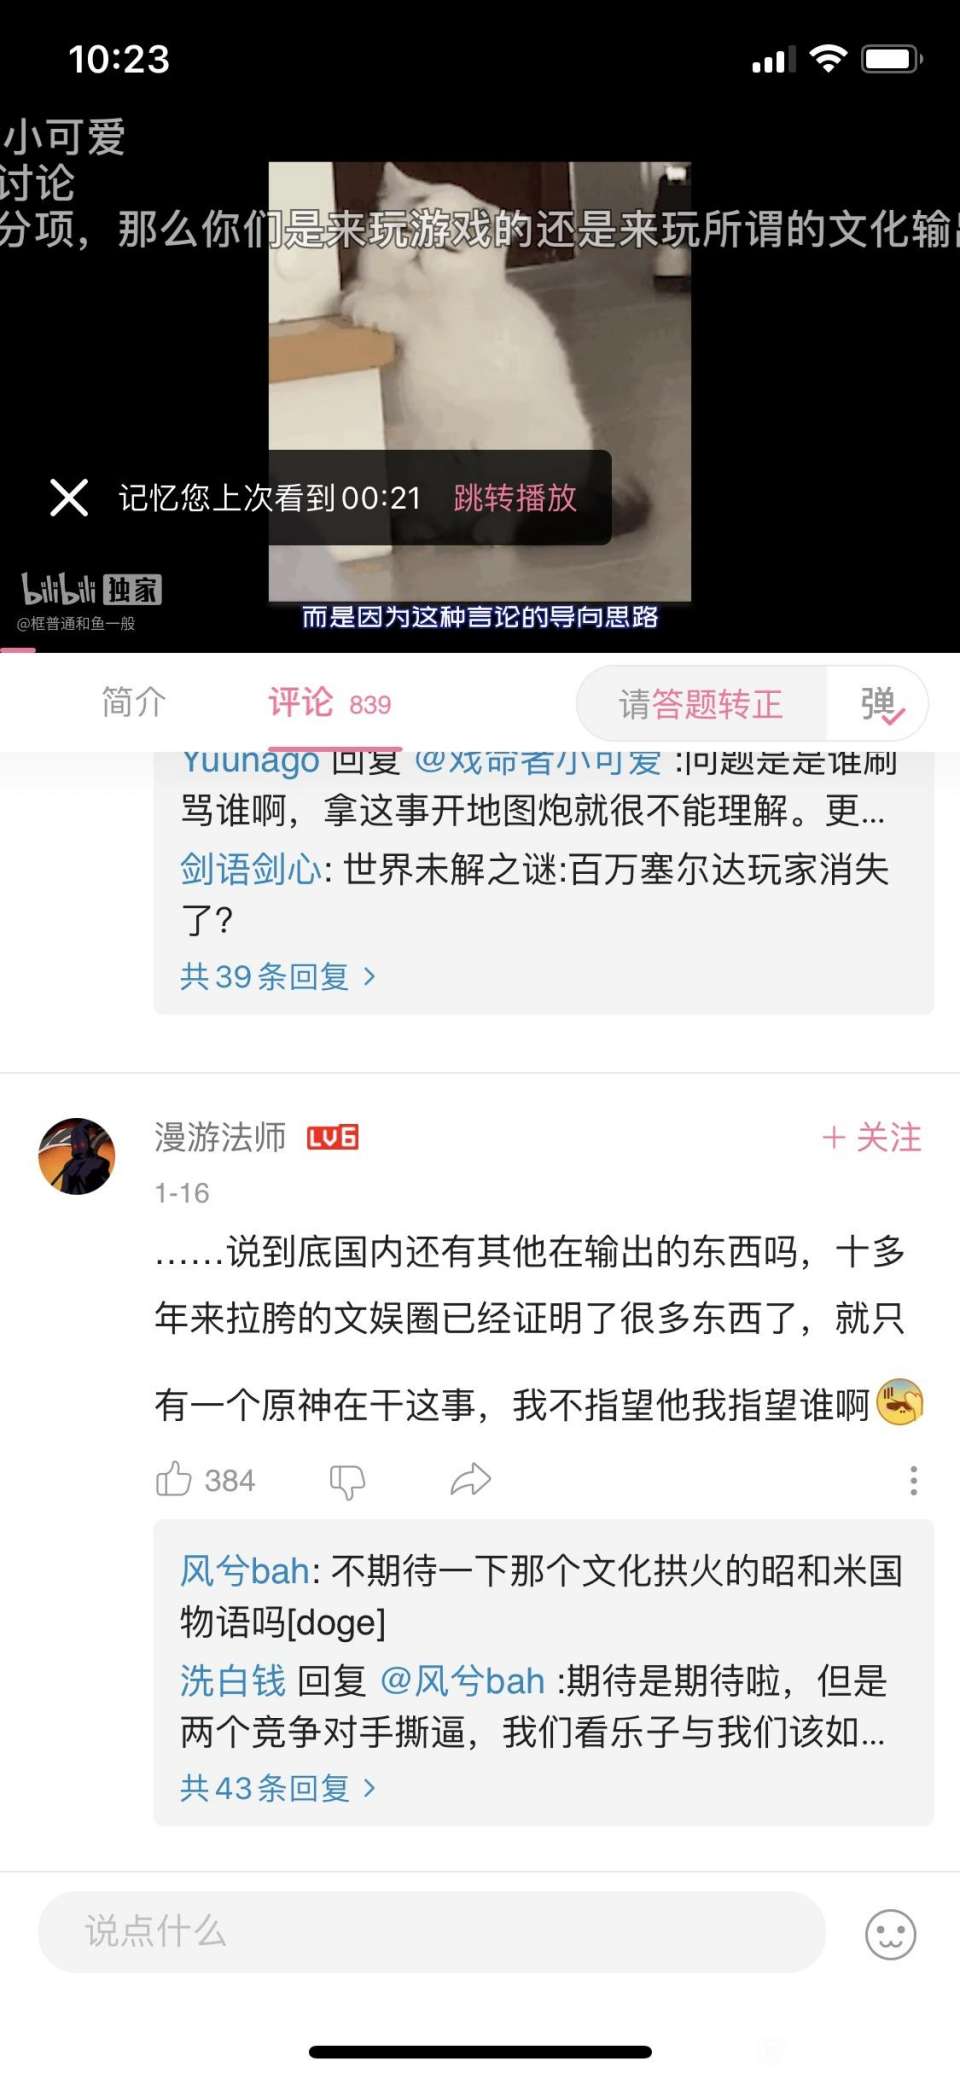 10:23
小可爱
讨论
分项，那么你们是来玩游戏的还是来玩所谓的文化输出
记忆您上次看到00:21 跳转播放
bilibili 独家
@框普通和鱼一般
而是因为这种言论的导向思路
简介 评论 839 请答题转正 弹
Yuunago 回复 @戏命者小可爱 :问题是是谁刷
骂谁啊，拿这事开地图炮就很不能理解。更...
剑语剑心: 世界未解之谜:百万塞尔达玩家消失
了?
共39条回复 >
漫游法师 LV6 + 关注
1-16
……说到底国内还有其他在输出的东西吗，十多
年来拉胯的文娱圈已经证明了很多东西了，就只
有一个原神在干这事，我不指望他我指望谁啊
384
风兮bah: 不期待一下那个文化拱火的昭和米国
物语吗[doge]
洗白钱 回复 @风兮bah :期待是期待啦，但是
两个竞争对手撕逼，我们看乐子与我们该如...
共43条回复 >
说点什么